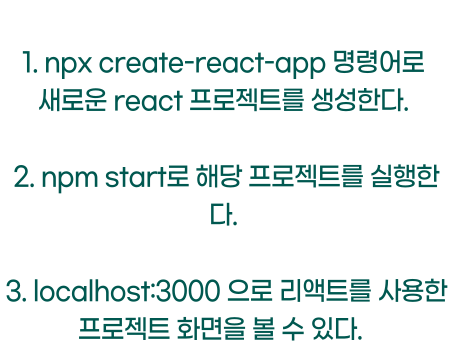 1. npx create-react-app 명령어로
새로운 react 프로젝트를 생성한다.
2. npm start로 해당 프로젝트를 실행한
다.
3. localhost:3000 으로 리액트를 사용한
프로젝트 화면을 볼 수 있다.